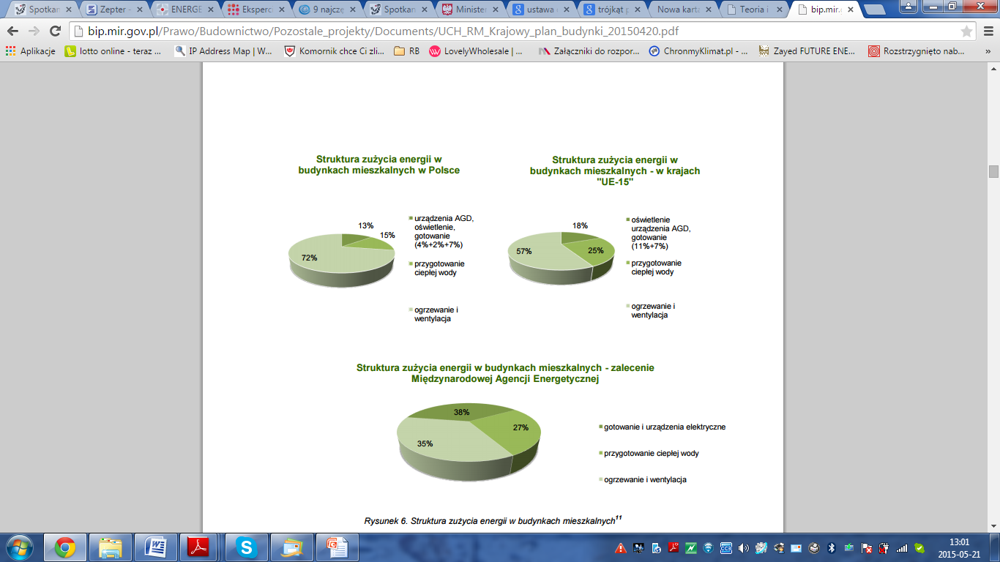 Spotkan
Zepter -
ENERGE
Eksperci
9 najczę
Spotkan
Minister
ustawa
trójkąt p
Nowa karta
Teoria i
bip.mir.
bip.mir.gov.pl/Prawo/Budownictwo/Pozostale_projekty/Documents/UCH_RM_Krajowy_plan_budynki_20150420.pdf
Aplikacje
lotto online - teraz ...
IP Address Map | W...
Komornik chce Ci zli...
RB
LovelyWholesale | ...
Załączniki do rozpor...
ChronmyKlimat.pl - ...
Zayed FUTURE ENE...
Rozstrzygnięto nab...
»
Struktura zużycia energii w
budynkach mieszkalnych w Polsce
13%
15%
72%
urządzenia AGD,
oświetlenie,
gotowanie
(4%+2%+7%)
przygotowanie
ciepłej wody
ogrzewanie i
wentylacja
Struktura zużycia energii w
budynkach mieszkalnych - w krajach
"UE-15"
18%
25%
57%
oświetlenie
urządzenia AGD,
gotowanie
(11%+7%)
przygotowanie
ciepłej wody
ogrzewanie i
wentylacja
Struktura zużycia energii w budynkach mieszkalnych - zalecenie
Międzynarodowej Agencji Energetycznej
38%
27%
35%
gotowanie i urządzenia elektryczne
przygotowanie ciepłej wody
ogrzewanie i wentylacja
Rysunek 6. Struktura zużycia energii w budynkach mieszkalnych¹¹
13:01
2015-05-21